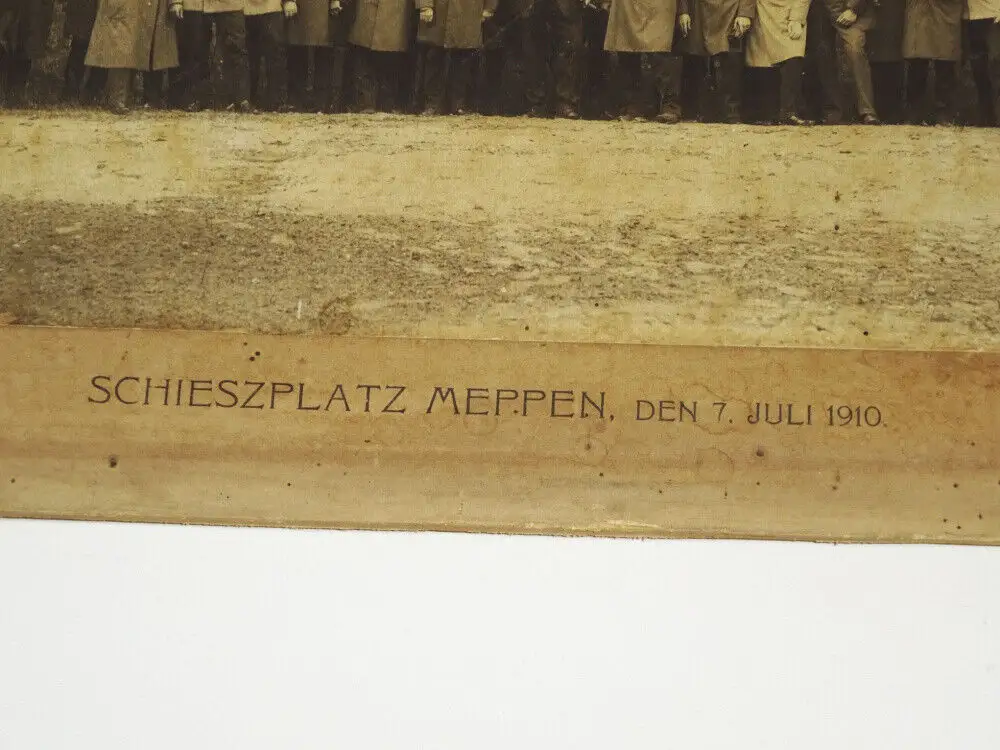 SCHIESZPLATZ MEPPEN, DEN 7. JULI 1910.